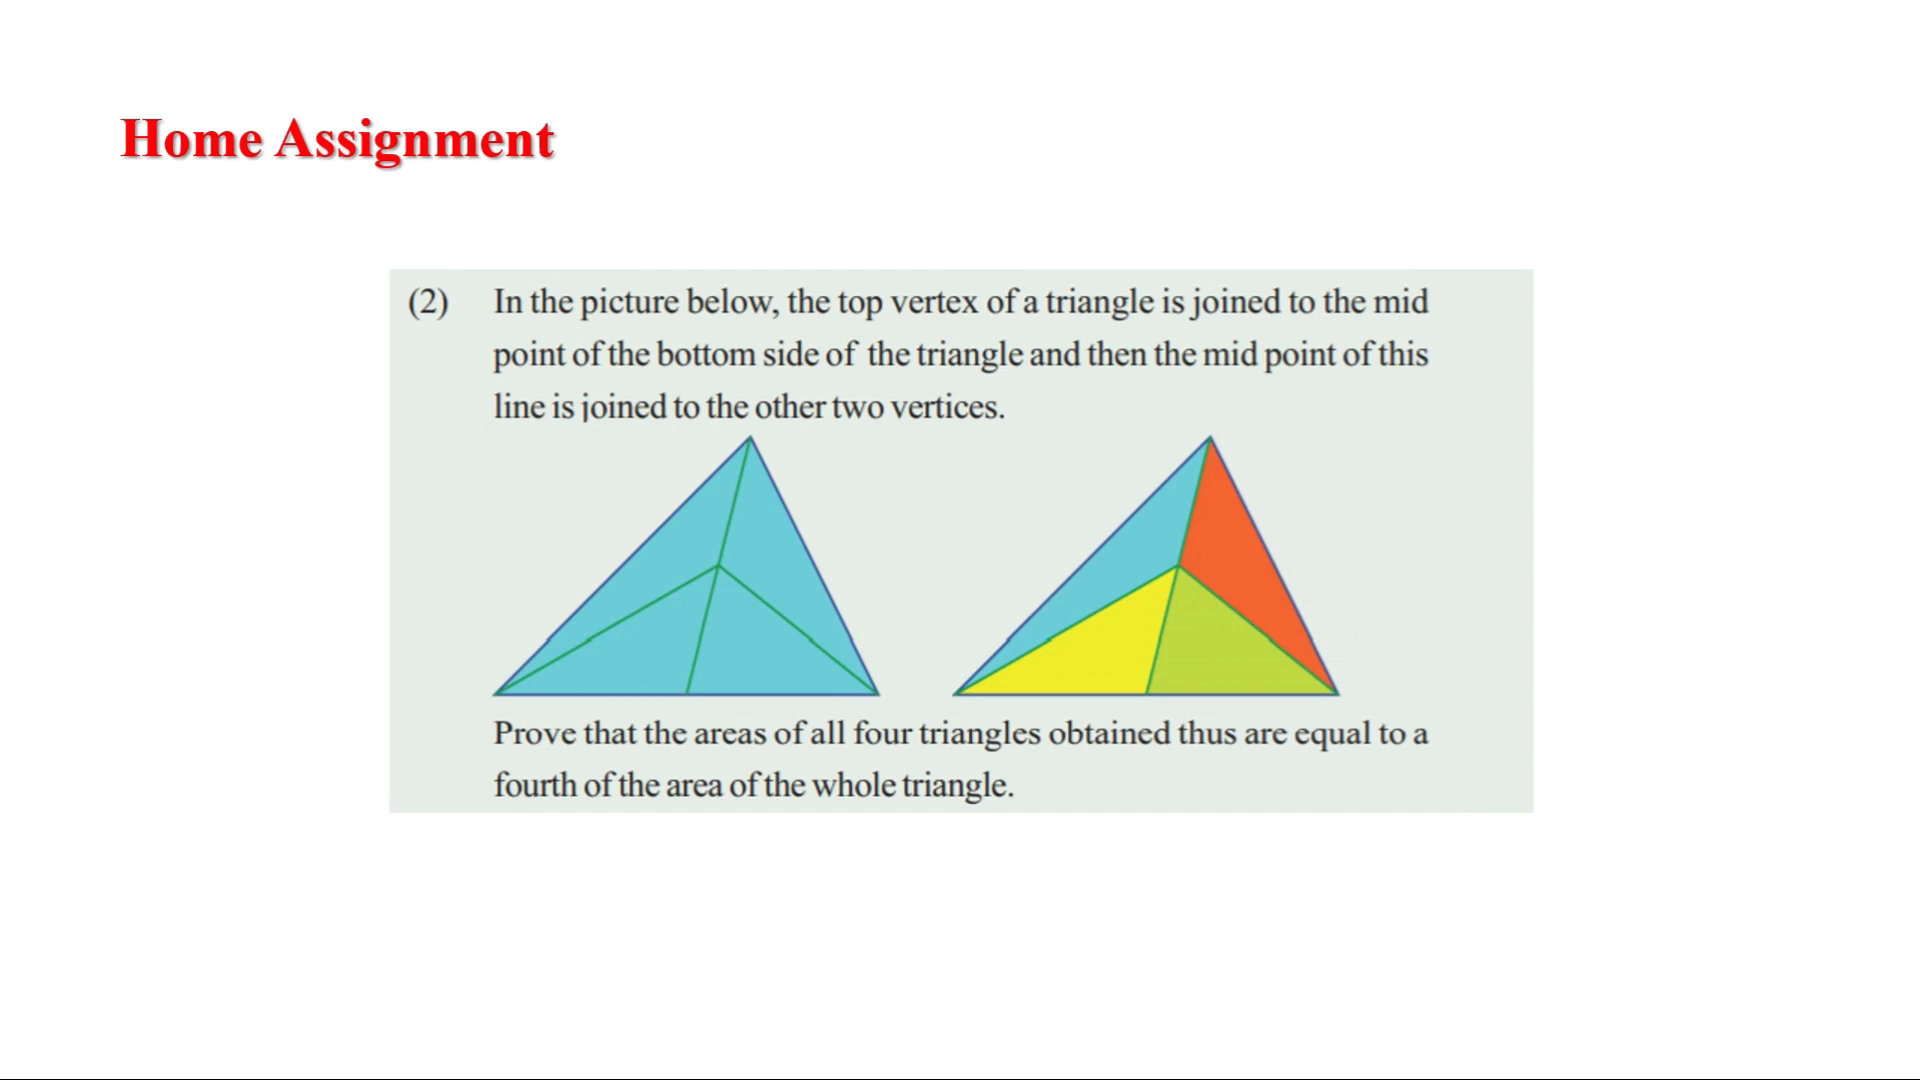 Home Assignment
(2) In the picture below, the top vertex of a triangle is joined to the mid
point of the bottom side of the triangle and then the mid point of this
line is joined to the other two vertices.
Prove that the areas of all four triangles obtained thus are equal to a
fourth of the area of the whole triangle.